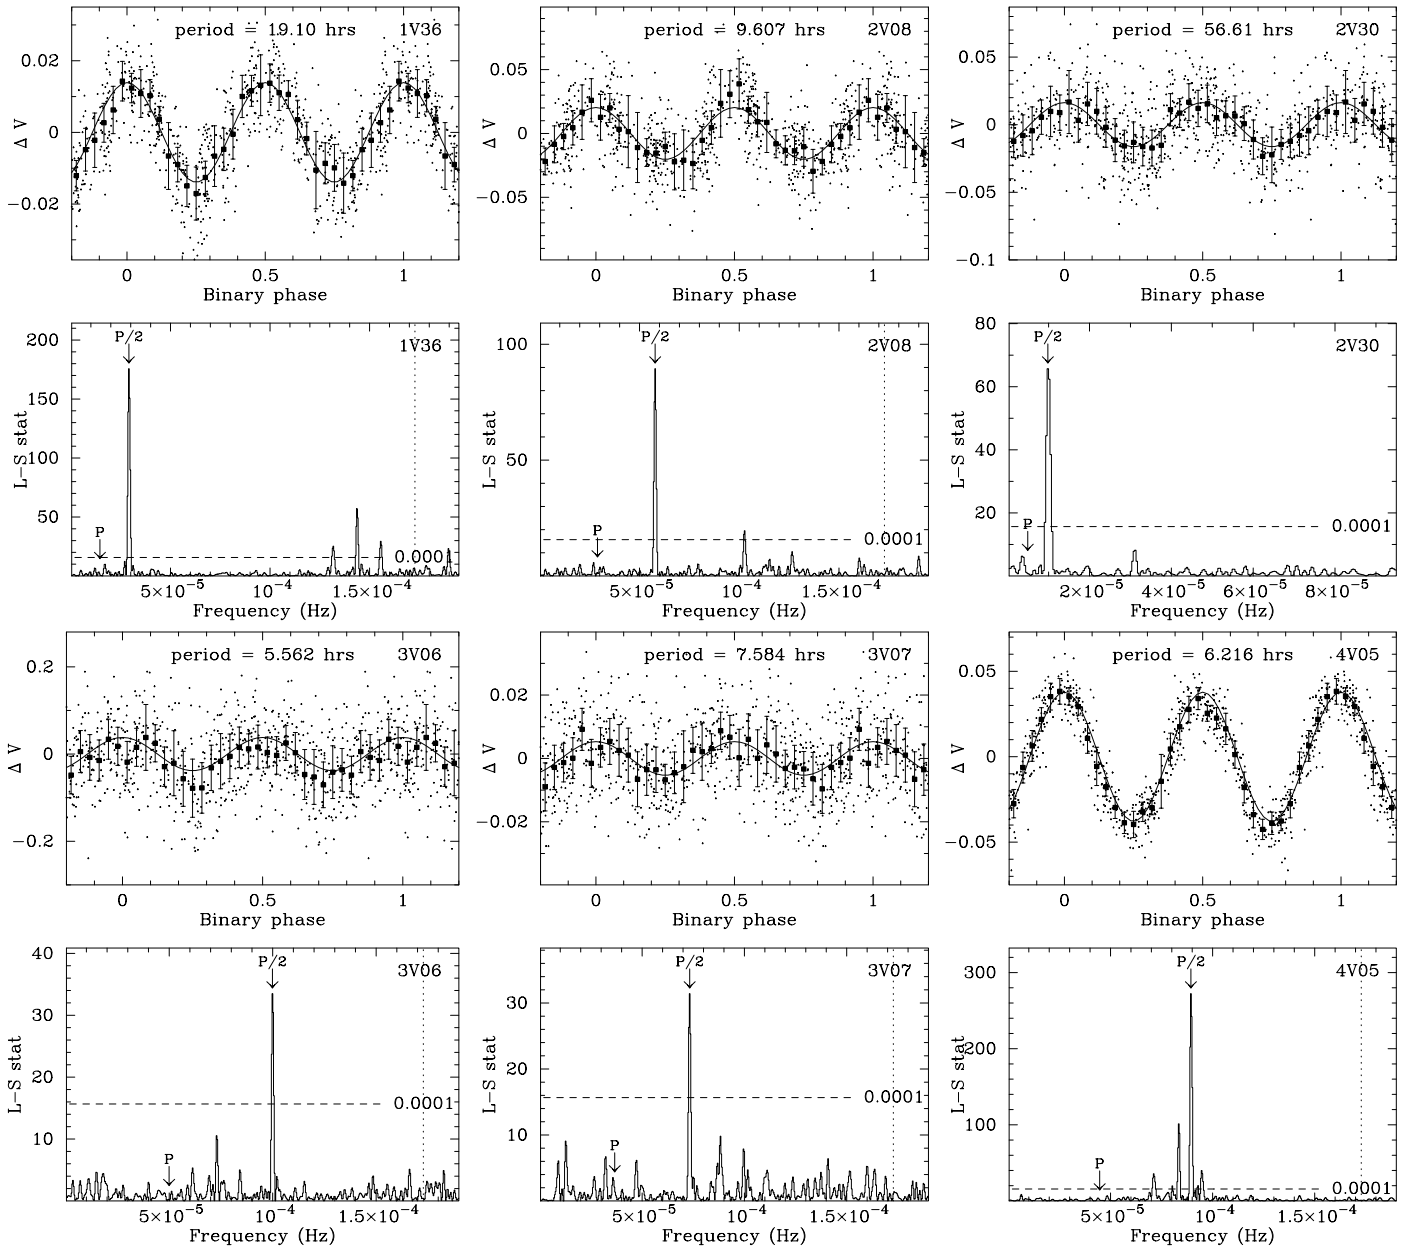 period = 19.10 hrs 1V36
0.02
0
−0.02
Δ V
0 0.5 1
Binary phase
period = 9.607 hrs 2V08
0.05
0
−0.05
Δ V
0 0.5 1
Binary phase
period = 56.61 hrs 2V30
0.05
0
−0.05
−0.1
Δ V
0 0.5 1
Binary phase
P/2
1V36
200
150
100
50
L−S stat
P
0.0001
5×10⁻⁵ 10⁻⁴ 1.5×10⁻⁴
Frequency (Hz)
P/2
2V08
100
50
L−S stat
P
0.0001
5×10⁻⁵ 10⁻⁴ 1.5×10⁻⁴
Frequency (Hz)
P/2
2V30
80
60
40
20
L−S stat
P
0.0001
2×10⁻⁵ 4×10⁻⁵ 6×10⁻⁵ 8×10⁻⁵
Frequency (Hz)
period = 5.562 hrs 3V06
0.2
0
−0.2
Δ V
0 0.5 1
Binary phase
period = 7.584 hrs 3V07
0.02
0
−0.02
Δ V
0 0.5 1
Binary phase
period = 6.216 hrs 4V05
0.05
0
−0.05
Δ V
0 0.5 1
Binary phase
P/2
3V06
40
30
20
10
L−S stat
P
0.0001
5×10⁻⁵ 10⁻⁴ 1.5×10⁻⁴
Frequency (Hz)
P/2
3V07
30
20
10
L−S stat
P
0.0001
5×10⁻⁵ 10⁻⁴ 1.5×10⁻⁴
Frequency (Hz)
P/2
4V05
300
200
100
L−S stat
P
0.0001
5×10⁻⁵ 10⁻⁴ 1.5×10⁻⁴
Frequency (Hz)